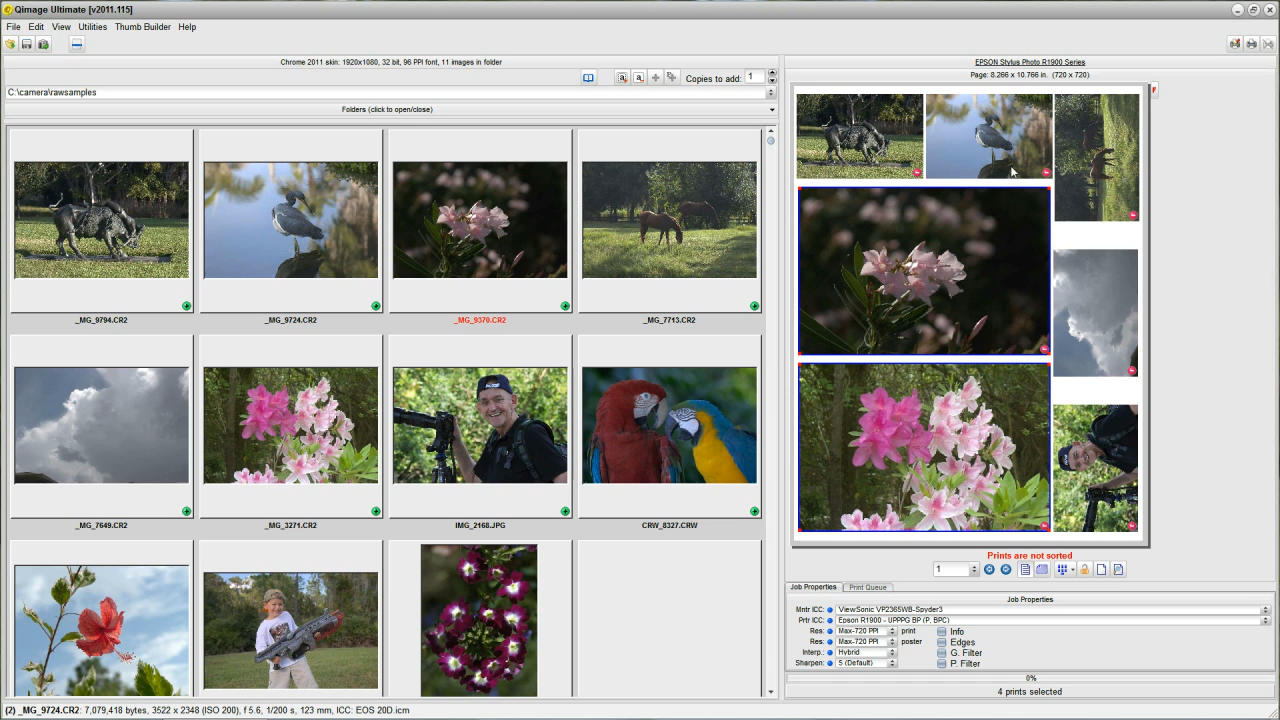 Qimage Ultimate [v2011.115]
File Edit View Utilities Thumb Builder Help
Chrome 2011 skin: 1920x1080, 32 bit, 96 PPI font, 11 images in folder
Copies to add: 1
C:\camera\rawsamples
Folders (click to open/close)
_MG_9794.CR2
_MG_9724.CR2
_MG_9370.CR2
_MG_7713.CR2
_MG_7649.CR2
_MG_3271.CR2
IMG_2168.JPG
CRW_8327.CRW
EPSON Stylus Photo R1900 Series
Page: 8.266 x 10.766 in. (720 x 720)
Prints are not sorted
1
Job Properties Print Queue
Job Properties
Mntr ICC: ViewSonic VP2365WB-Spyder3
Prtr ICC: Epson R1900 - UPPPG BP (P, BPC)
Res: Max-720 PPI print Info
Res: Max-720 PPI poster Edges
Interp.: Hybrid G. Filter
Sharpen: 5 (Default) P. Filter
0%
4 prints selected
(2) _MG_9724.CR2: 7,079,418 bytes, 3522 x 2348 (ISO 200), f 5.6, 1/200 s, 123 mm, ICC: EOS 20D.icm